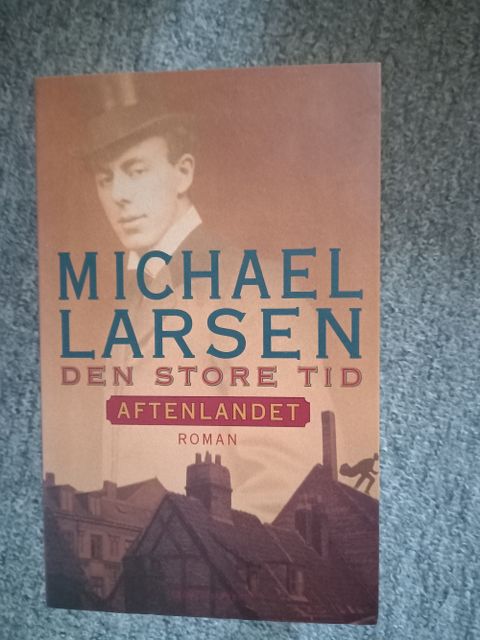 MICHAEL
LARSEN
DEN STORE TID
AFTENLANDET
ROMAN